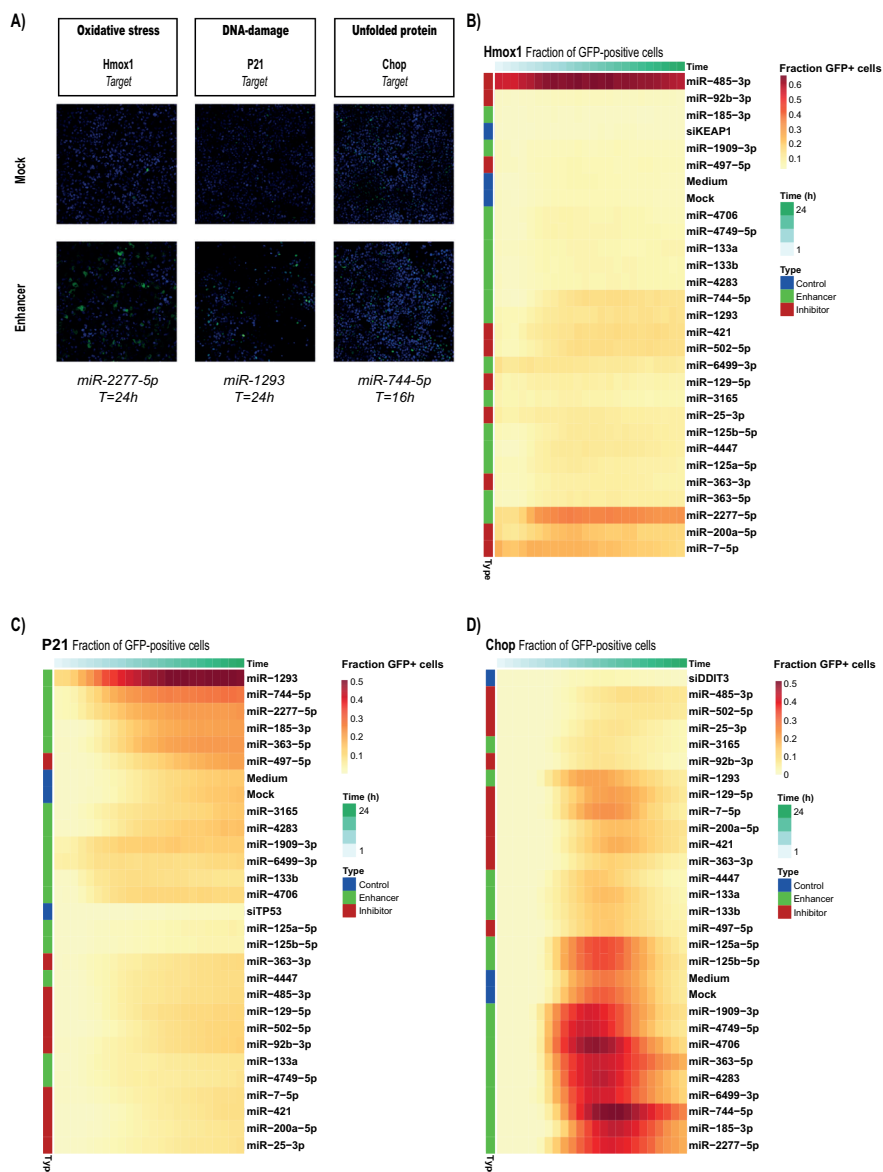 A)
Oxidative stress
Hmox1
Target
DNA-damage
P21
Target
Unfolded protein
Chop
Target
Mock
Enhancer
miR-2277-5p
T=24h
miR-1293
T=24h
miR-744-5p
T=16h
B)
Hmox1 Fraction of GFP-positive cells
Time
miR−485−3p
miR−92b−3p
miR−185−3p
siKEAP1
miR−1909−3p
miR−497−5p
Medium
Mock
miR−4706
miR−4749−5p
miR−133a
miR−133b
miR−4283
miR−744−5p
miR−1293
miR−421
miR−502−5p
miR−6499−3p
miR−129−5p
miR−3165
miR−25−3p
miR−125b−5p
miR−4447
miR−125a−5p
miR−363−3p
miR−363−5p
miR−2277−5p
miR−200a−5p
miR−7−5p
Type
Fraction GFP+ cells
0.6
0.5
0.4
0.3
0.2
0.1
Time (h)
24
1
Type
Control
Enhancer
Inhibitor
C)
P21 Fraction of GFP-positive cells
Time
miR−1293
miR−744−5p
miR−2277−5p
miR−185−3p
miR−363−5p
miR−497−5p
Medium
Mock
miR−3165
miR−4283
miR−1909−3p
miR−6499−3p
miR−133b
miR−4706
siTP53
miR−125a−5p
miR−125b−5p
miR−363−3p
miR−4447
miR−485−3p
miR−129−5p
miR−502−5p
miR−92b−3p
miR−133a
miR−4749−5p
miR−7−5p
miR−421
miR−200a−5p
miR−25−3p
Typ
Fraction GFP+ cells
0.5
0.4
0.3
0.2
0.1
0
Time (h)
24
1
Type
Control
Enhancer
Inhibitor
D)
Chop Fraction of GFP-positive cells
Time
siDDIT3
miR−485−3p
miR−502−5p
miR−25−3p
miR−3165
miR−92b−3p
miR−1293
miR−129−5p
miR−7−5p
miR−200a−5p
miR−421
miR−363−3p
miR−4447
miR−133a
miR−133b
miR−497−5p
miR−125a−5p
miR−125b−5p
Medium
Mock
miR−1909−3p
miR−4749−5p
miR−4706
miR−363−5p
miR−4283
miR−6499−3p
miR−744−5p
miR−185−3p
miR−2277−5p
Typ
Fraction GFP+ cells
0.5
0.4
0.3
0.2
0.1
0
Time (h)
24
1
Type
Control
Enhancer
Inhibitor